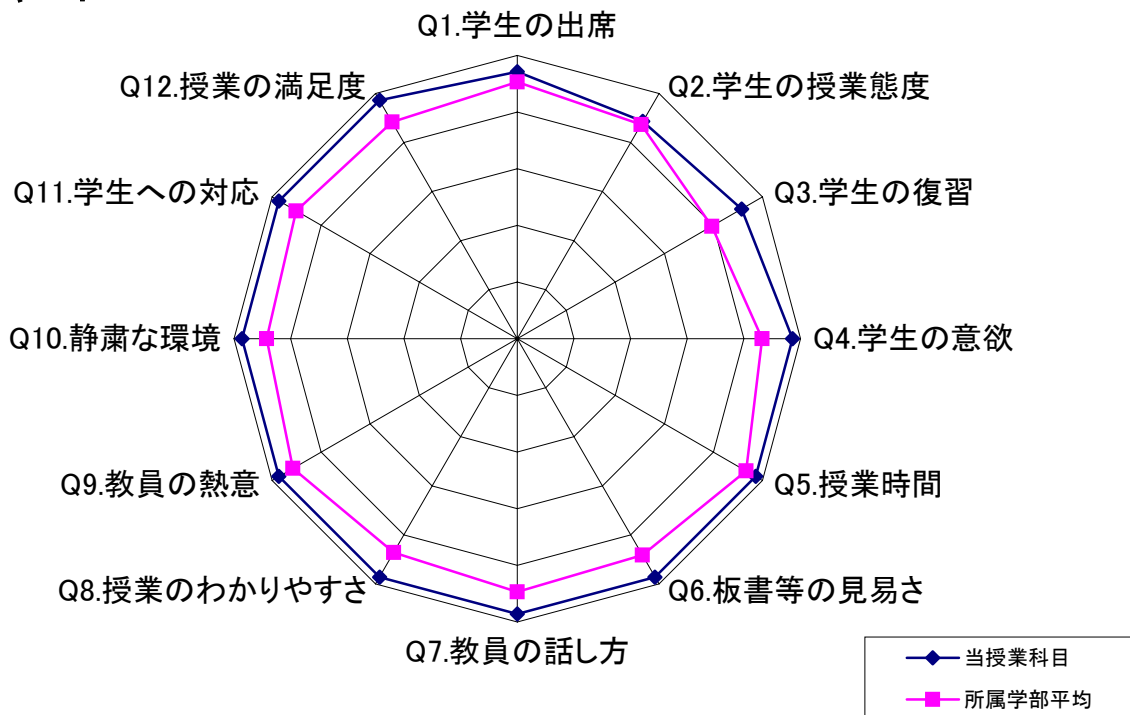 Q1.学生の出席
Q2.学生の授業態度
Q3.学生の復習
Q4.学生の意欲
Q5.授業時間
Q6.板書等の見易さ
Q7.教員の話し方
Q8.授業のわかりやすさ
Q9.教員の熱意
Q10.静粛な環境
Q11.学生への対応
Q12.授業の満足度
当授業科目
所属学部平均